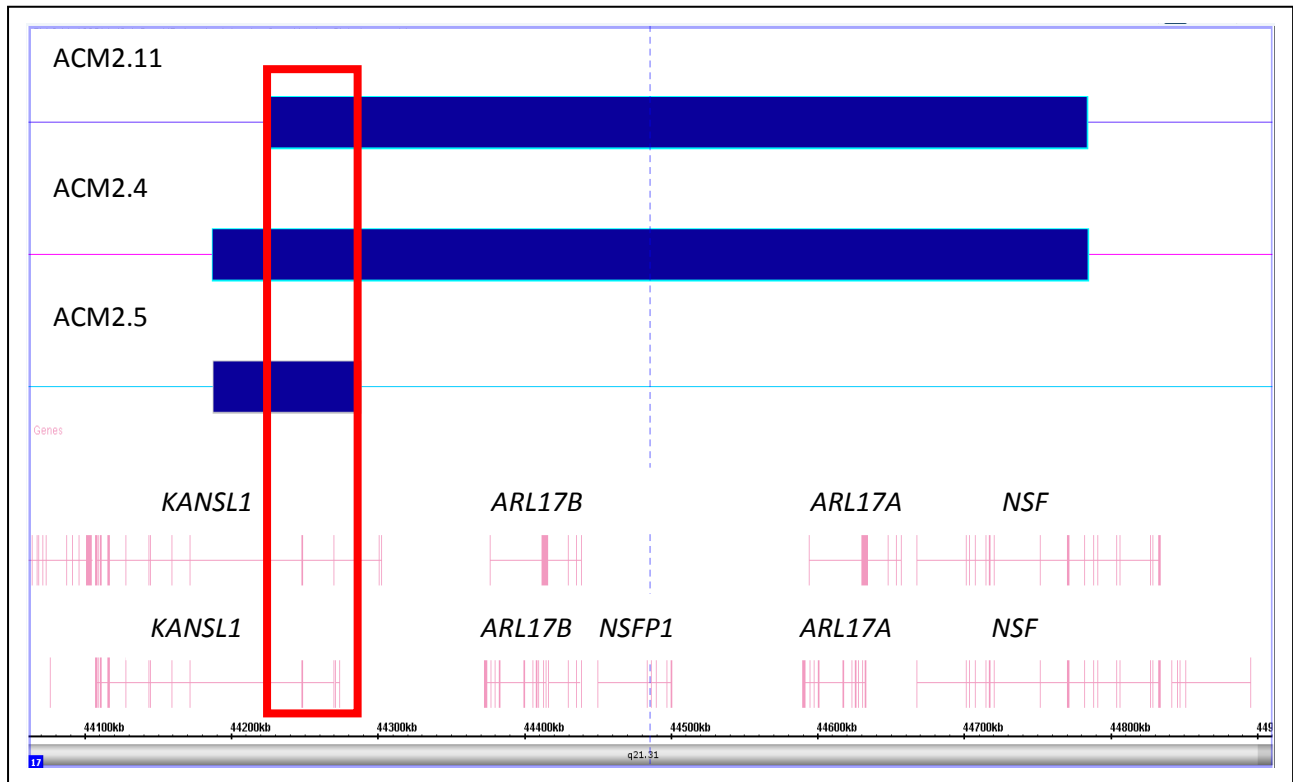 ACM2.11
ACM2.4
ACM2.5
Genes
KANSL1 ARL17B ARL17A NSF
KANSL1 ARL17B NSFP1 ARL17A NSF
44100kb 44200kb 44300kb 44400kb 44500kb 44600kb 44700kb 44800kb 449
q21.31
17